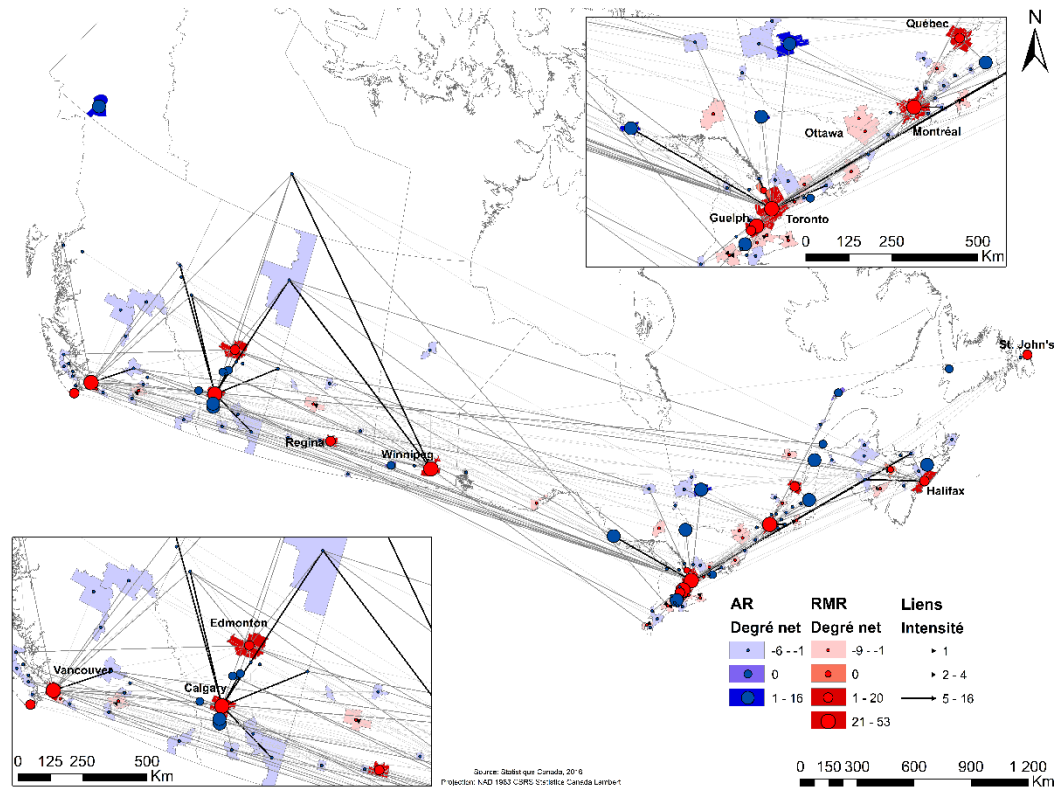 N
Québec
Ottawa
Montréal
Guelph
Toronto
0 125 250 500
Km
St. John's
Regina
Winnipeg
Halifax
Edmonton
Vancouver
Calgary
0 125 250 500
Km
AR RMR Liens
Degré net Degré net Intensité
-6 - -1 -9 - -1 1
0 0 2 - 4
1 - 16 1 - 20 5 - 16
21 - 53
Source: Statistique Canada, 2016
Projection: NAD 1983 CSRS Statistics Canada Lambert
0 150 300 600 900 1 200
Km